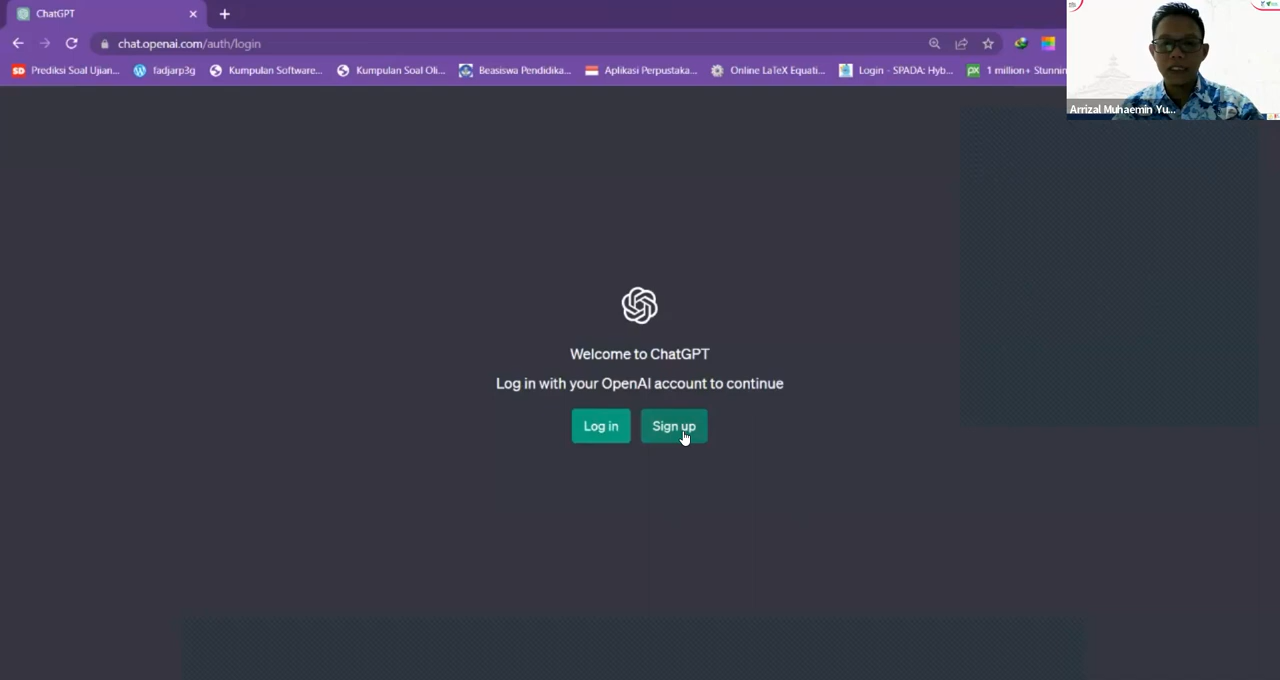 ChatGPT
chat.openai.com/auth/login
Prediksi Soal Ujian...
fadjarp3g
Kumpulan Software...
Kumpulan Soal Oli...
Beasiswa Pendidika...
Aplikasi Perpustaka...
Online LaTeX Equati...
Login - SPADA: Hyb...
1 million+ Stunnin
Arrizal Muhaemin Yu...
Welcome to ChatGPT
Log in with your OpenAI account to continue
Log in
Sign up